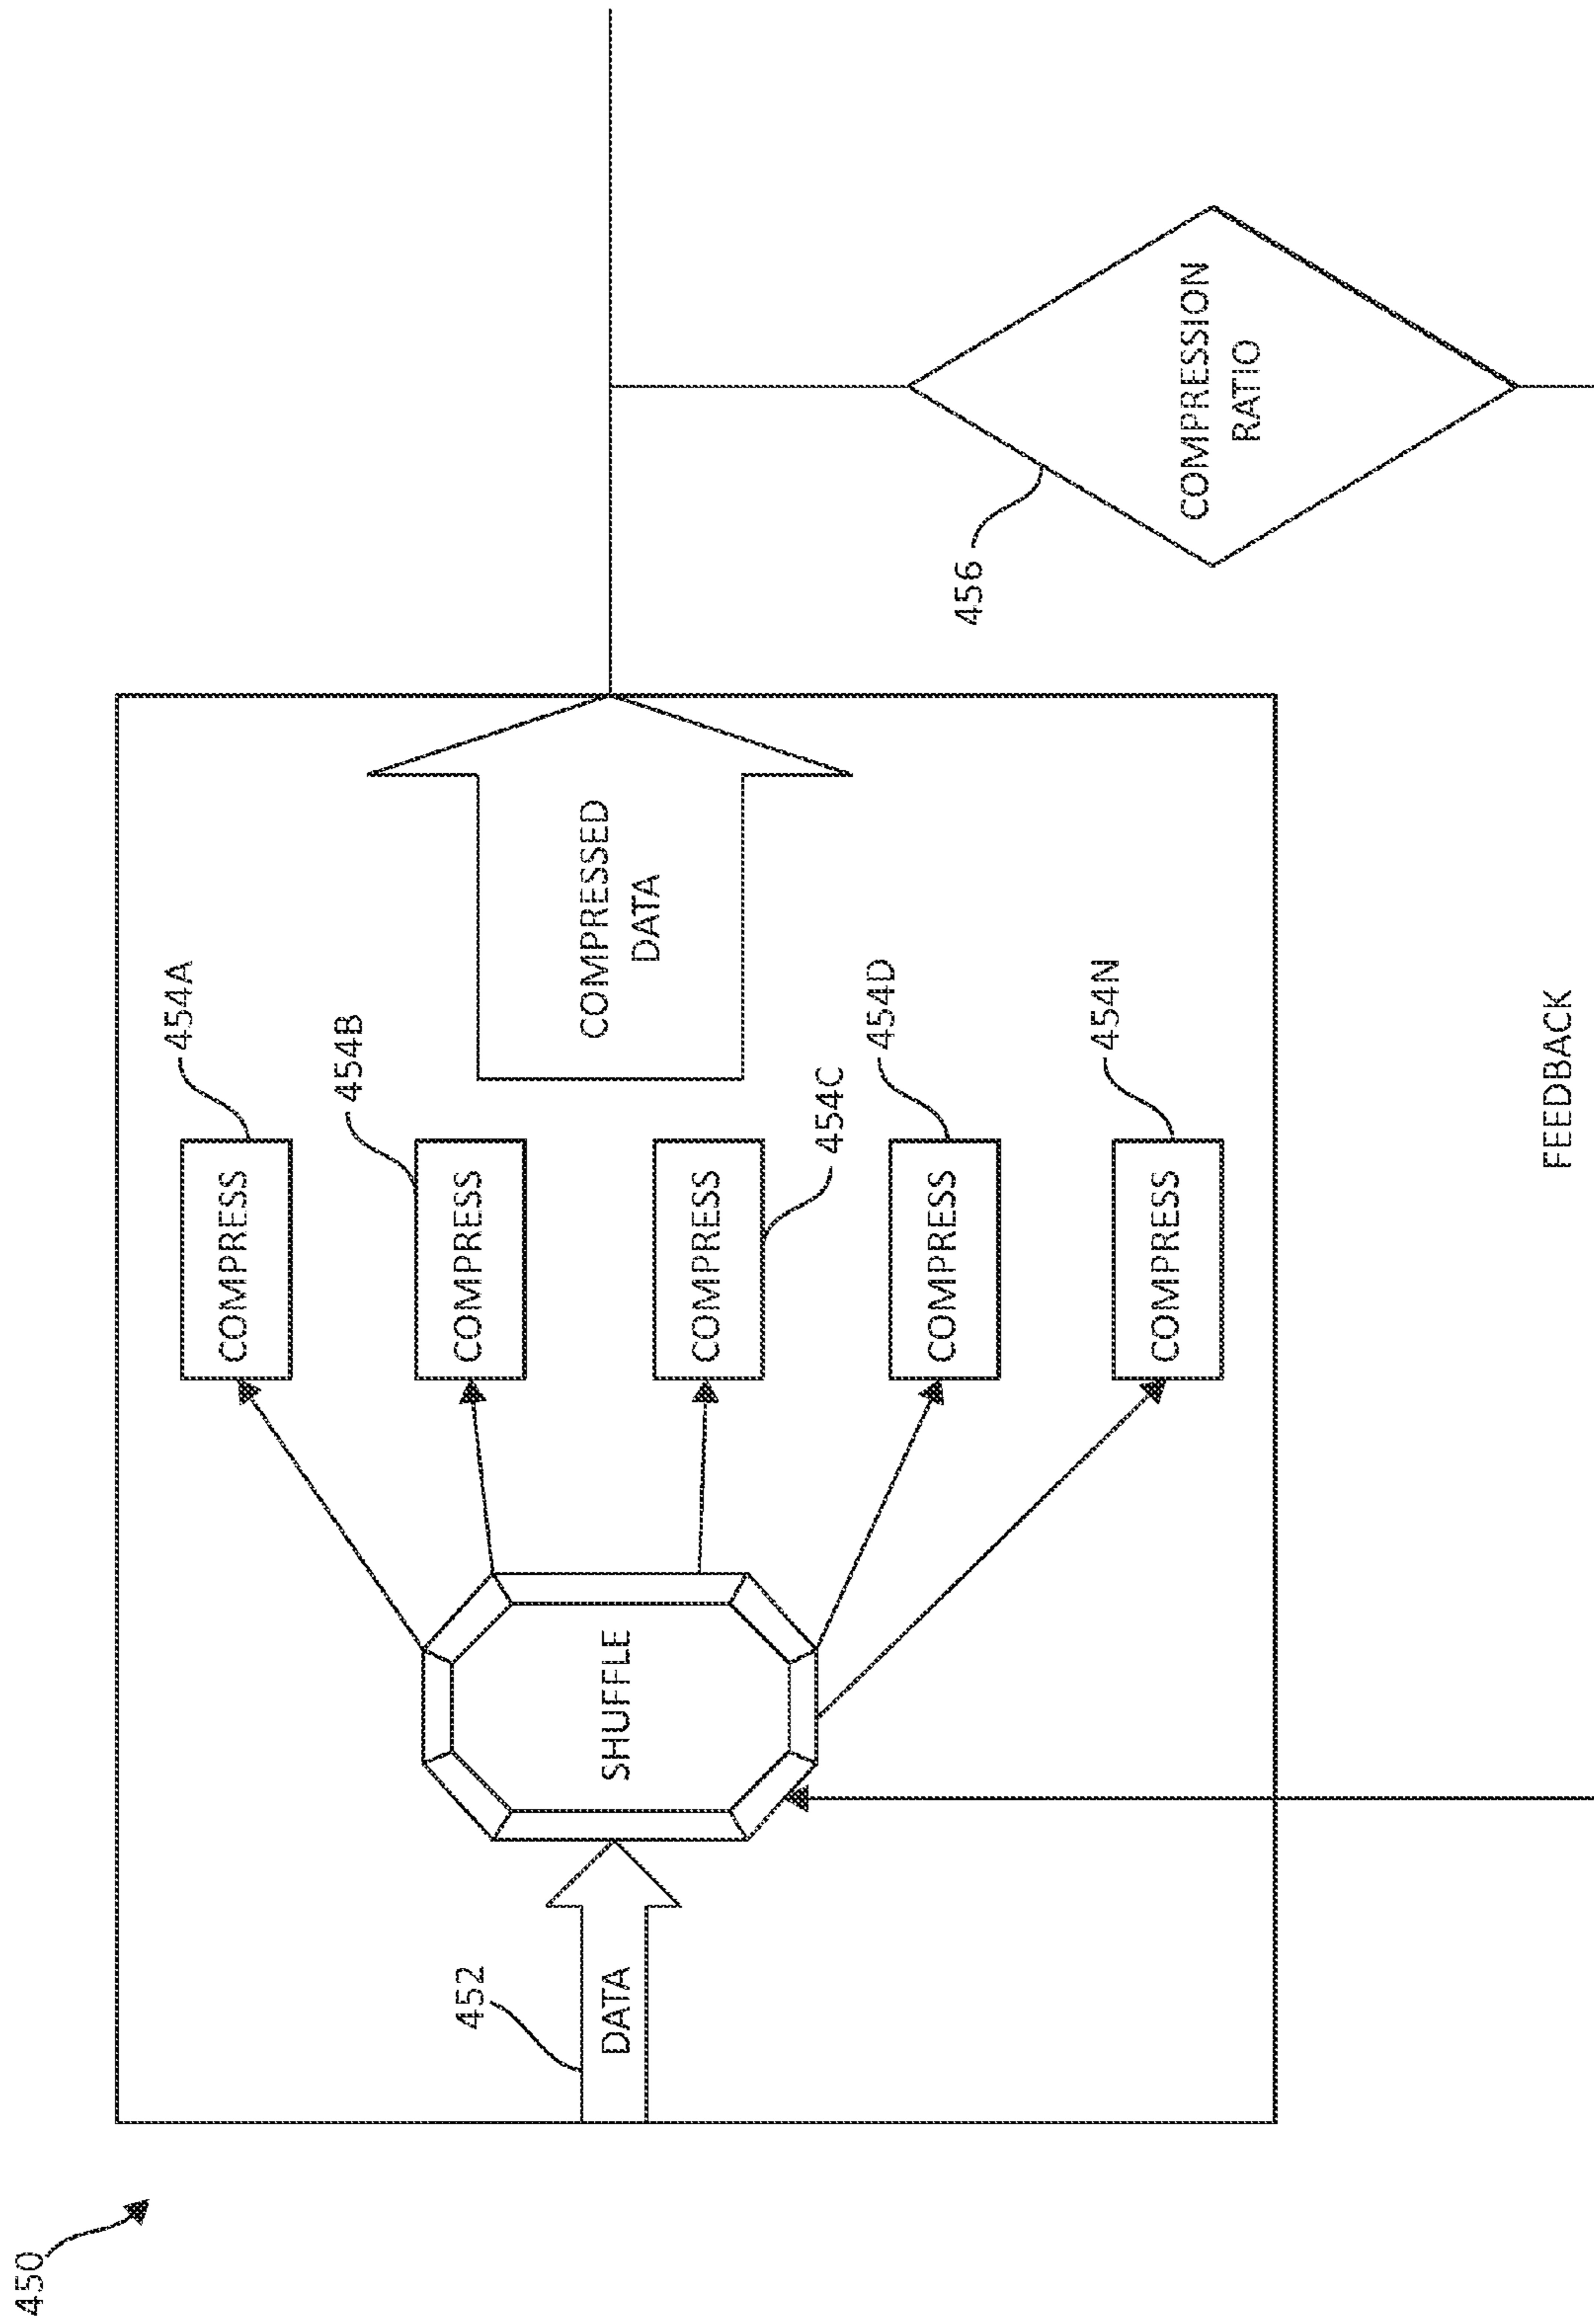 450
452
DATA
SHUFFLE
COMPRESS
454A
COMPRESS
454B
COMPRESS
454C
COMPRESS
454D
COMPRESS
454N
COMPRESSED
DATA
456
COMPRESSION
RATIO
FEEDBACK